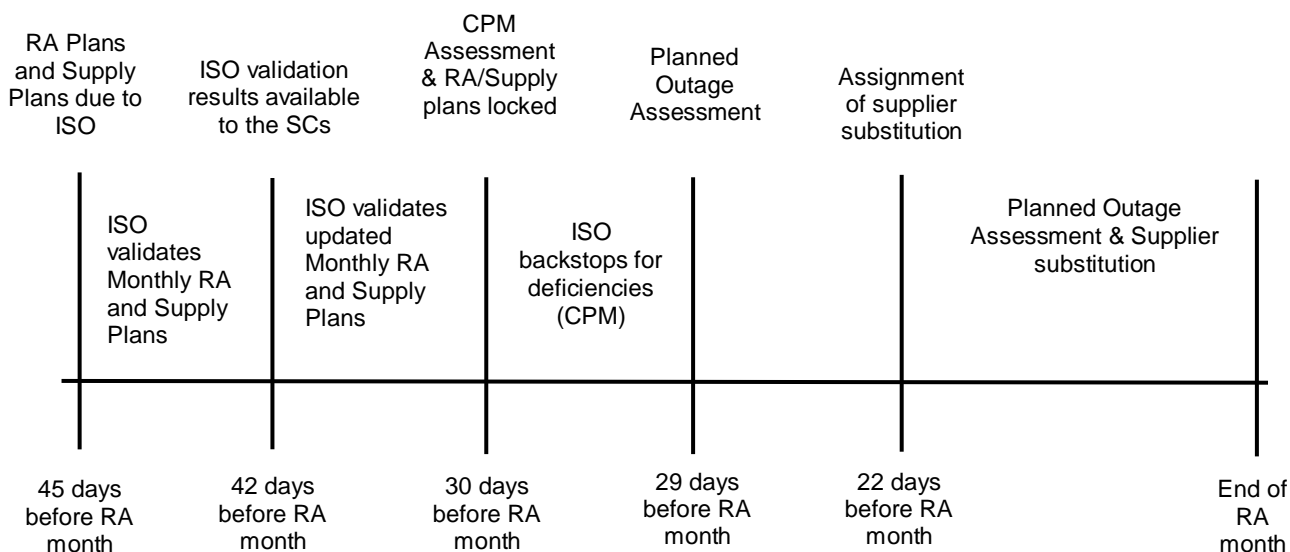 RA Plans
and Supply
Plans due to
ISO
ISO validation
results available
to the SCs
CPM
Assessment
& RA/Supply
plans locked
Planned
Outage
Assessment
Assignment
of supplier
substitution
ISO
validates
Monthly RA
and Supply
Plans
ISO validates
updated
Monthly RA
and Supply
Plans
ISO
backstops for
deficiencies
(CPM)
Planned Outage
Assessment & Supplier
substitution
45 days
before RA
month
42 days
before RA
month
30 days
before RA
month
29 days
before RA
month
22 days
before RA
month
End of
RA
month